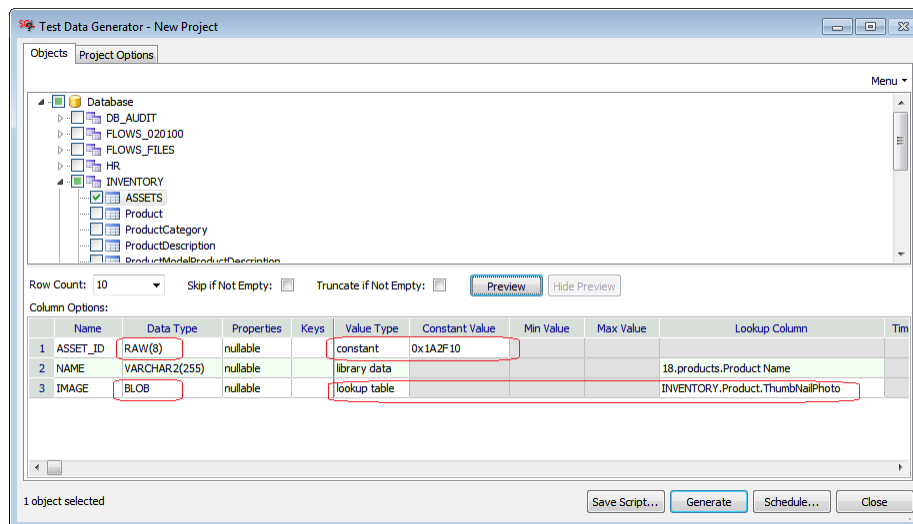 Test Data Generator - New Project
Objects Project Options
Menu
Database
DB_AUDIT
FLOWS_020100
FLOWS_FILES
HR
INVENTORY
ASSETS
Product
ProductCategory
ProductDescription
ProductModelProductDescription
Row Count: 10 Skip if Not Empty: Truncate if Not Empty: Preview Hide Preview
Column Options:
Name Data Type Properties Keys Value Type Constant Value Min Value Max Value Lookup Column Tim
1 ASSET_ID RAW(8) nullable constant 0x1A2F10
2 NAME VARCHAR2(255) nullable library data 18.products.Product Name
3 IMAGE BLOB nullable lookup table INVENTORY.Product.ThumbNailPhoto
1 object selected Save Script... Generate Schedule... Close